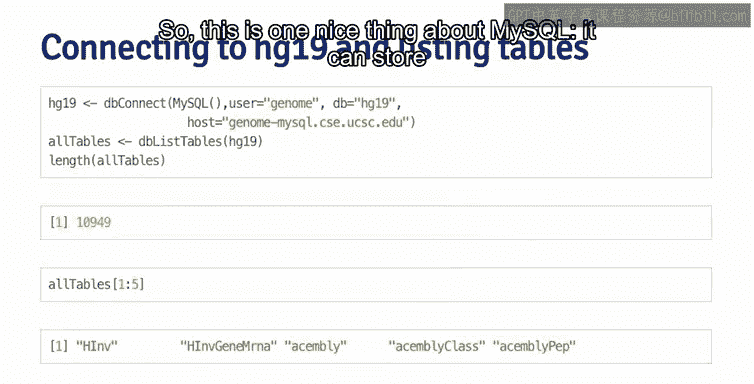 So, this is one nice thing about MySQL: it
can store
Connecting to hg19 and listing tables
hg19 <- dbConnect(MySQL(),user="genome", db="hg19",
host="genome-mysql.cse.ucsc.edu")
allTables <- dbListTables(hg19)
length(allTables)
[1] 10949
allTables[1:5]
[1] "HInv" "HInvGeneMrna" "acembly" "acemblyClass" "acemblyPep"